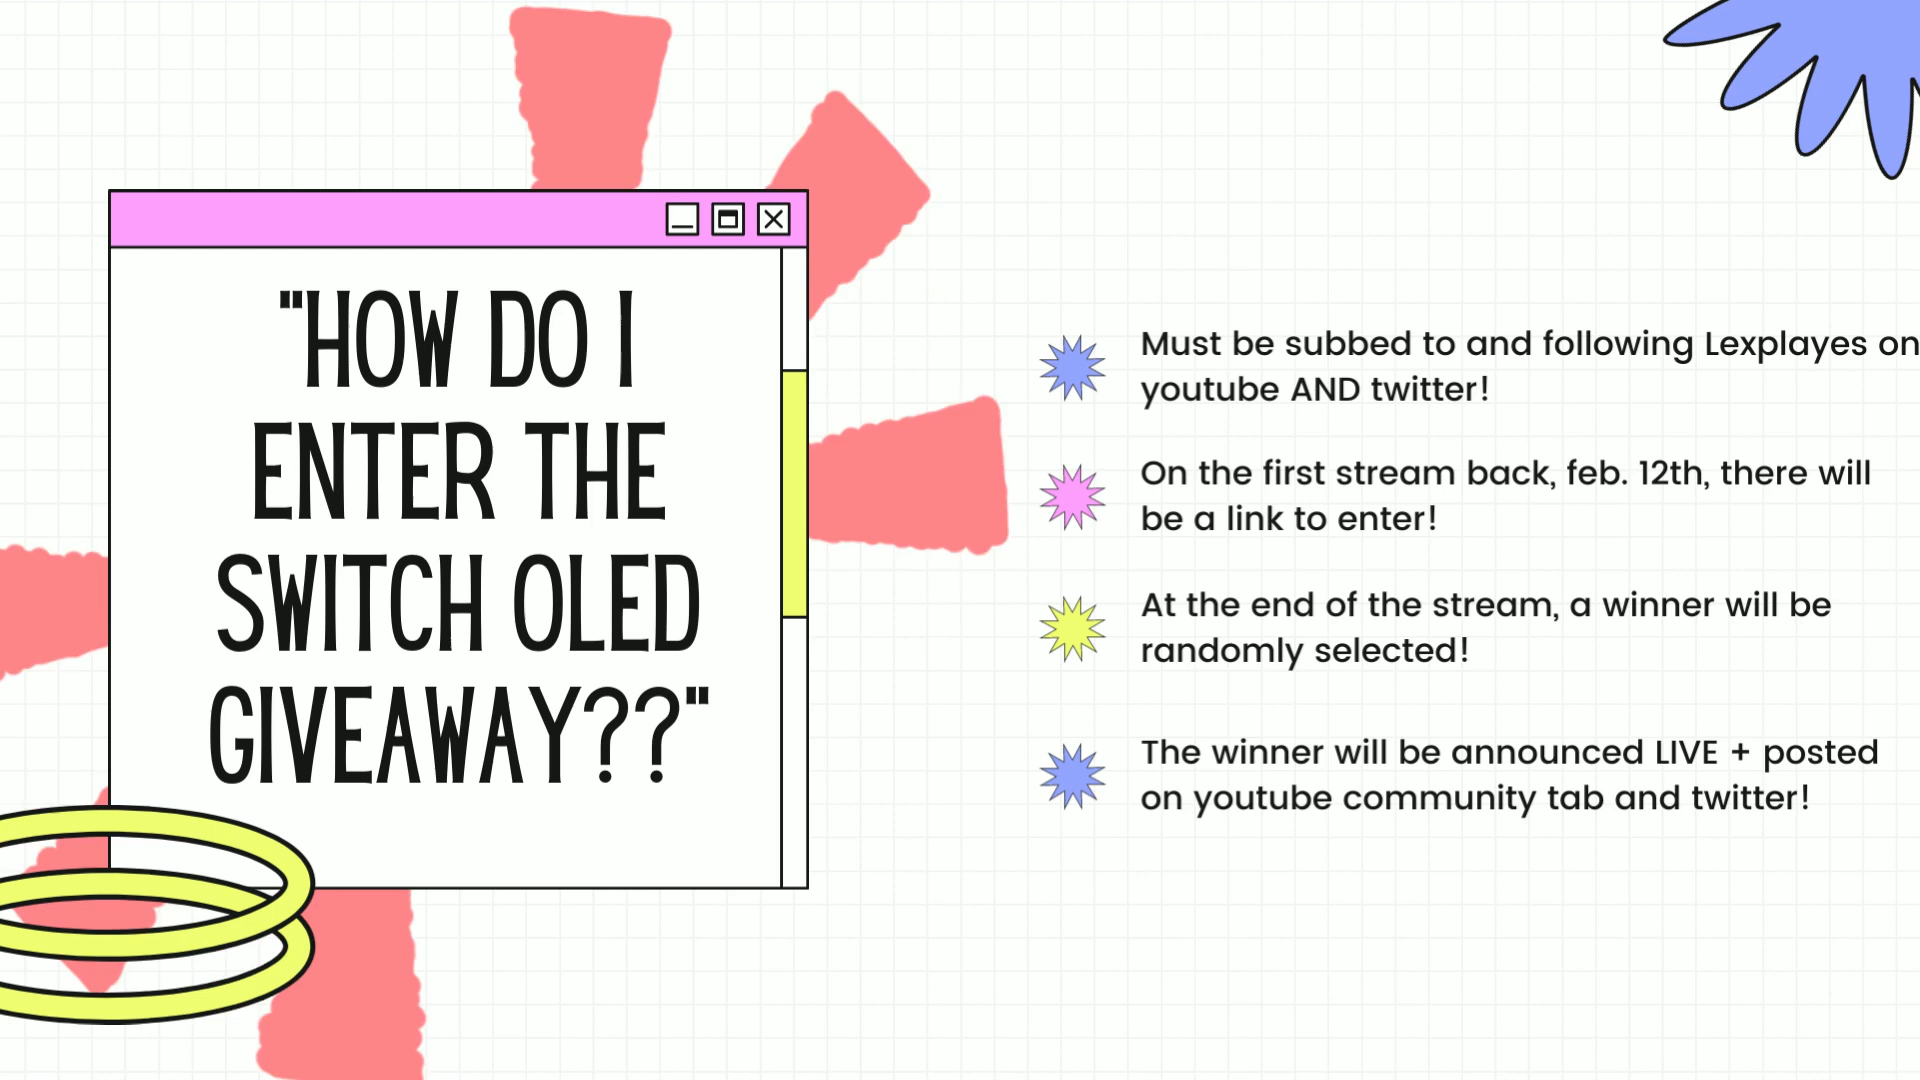 "HOW DO I
ENTER THE
SWITCH OLED
GIVEAWAY??"
Must be subbed to and following Lexplayes on
youtube AND twitter!
On the first stream back, feb. 12th, there will
be a link to enter!
At the end of the stream, a winner will be
randomly selected!
The winner will be announced LIVE + posted
on youtube community tab and twitter!